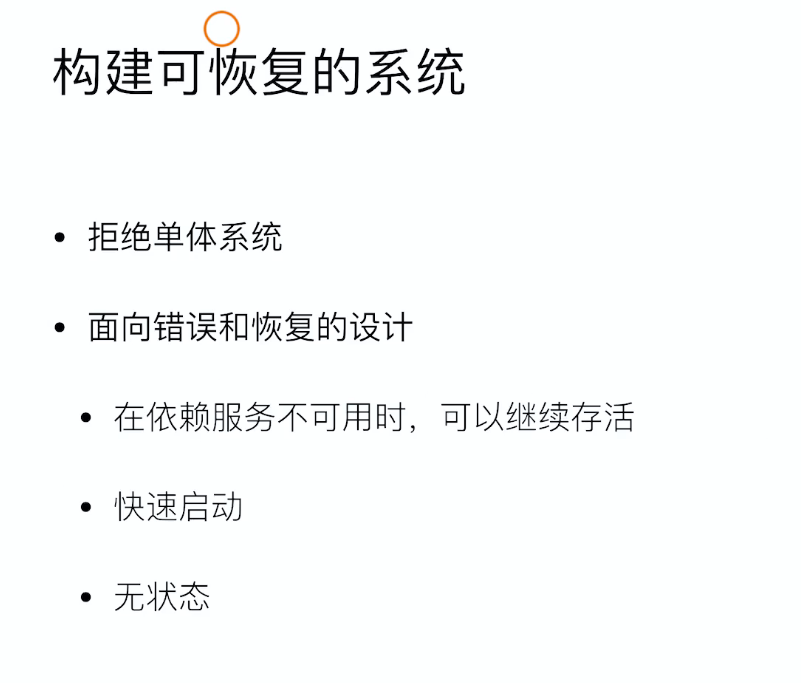 构建可恢复的系统
• 拒绝单体系统
• 面向错误和恢复的设计
• 在依赖服务不可用时，可以继续存活
• 快速启动
• 无状态